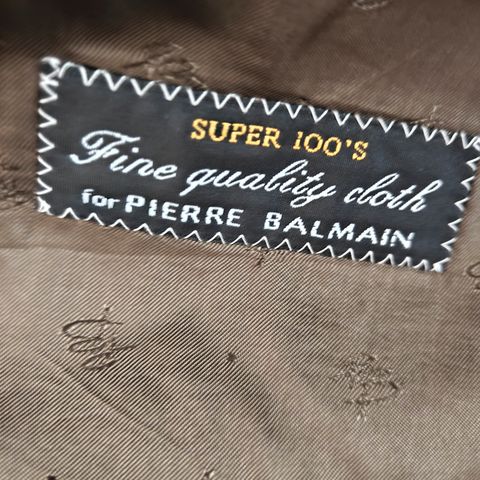 SUPER 100'S
Fine quality cloth
for PIERRE BALMAIN